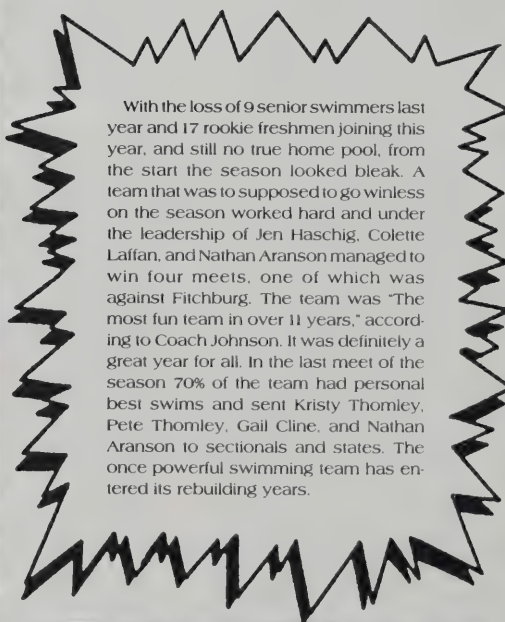 With the loss of 9 senior swimmers last
year and 17 rookie freshmen joining this
year, and still no true home pool, from
the start the season looked bleak. A
team that was to supposed to go winless
on the season worked hard and under
the leadership of Jen Haschig, Colette
Laffan, and Nathan Aranson managed to
win four meets, one of which was
against Fitchburg. The team was "The
most fun team in over 11 years," accord-
ing to Coach Johnson. It was definitely a
great year for all. In the last meet of the
season 70% of the team had personal
best swims and sent Kristy Thomley,
Pete Thomley, Gail Cline, and Nathan
Aranson to sectionals and states. The
once powerful swimming team has en-
tered its rebuilding years.